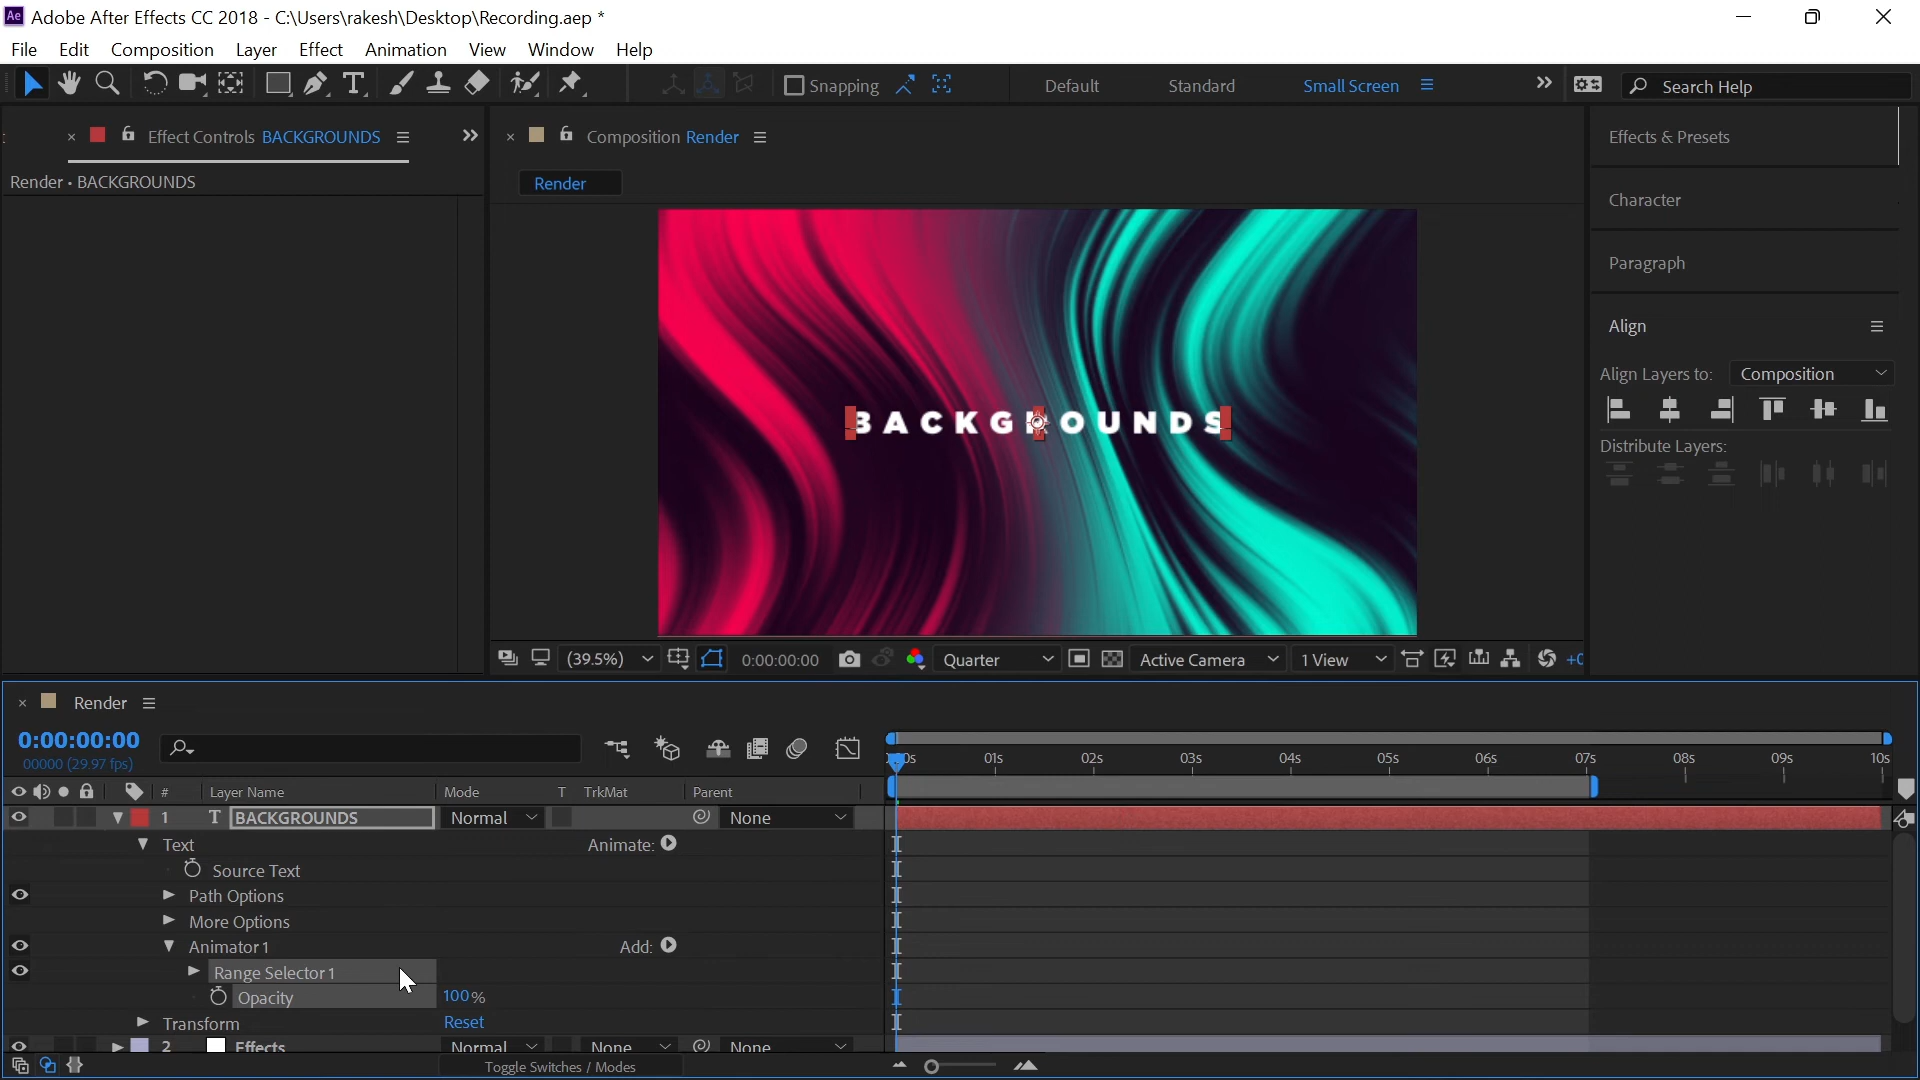 Ae Adobe After Effects CC 2018 - C:\Users\rakesh\Desktop\Recording.aep *
File Edit Composition Layer Effect Animation View Window Help
Snapping Default Standard Small Screen Search Help
Effect Controls BACKGROUNDS
Composition Render
Render • BACKGROUNDS
Render
BACKGROUNDS
(39.5%) 0:00:00:00 Quarter Active Camera 1 View +0
Effects & Presets
Character
Paragraph
Align
Align Layers to: Composition
Distribute Layers:
Render
0:00:00:00
00000 (29.97 fps)
01s 02s 03s 04s 05s 06s 07s 08s 09s 10s
# Layer Name Mode T TrkMat Parent
1 T BACKGROUNDS Normal None
Text Animate:
Source Text
Path Options
More Options
Animator 1 Add:
Range Selector 1
Opacity 100%
Transform Reset
2 Effects Normal None None
Toggle Switches / Modes